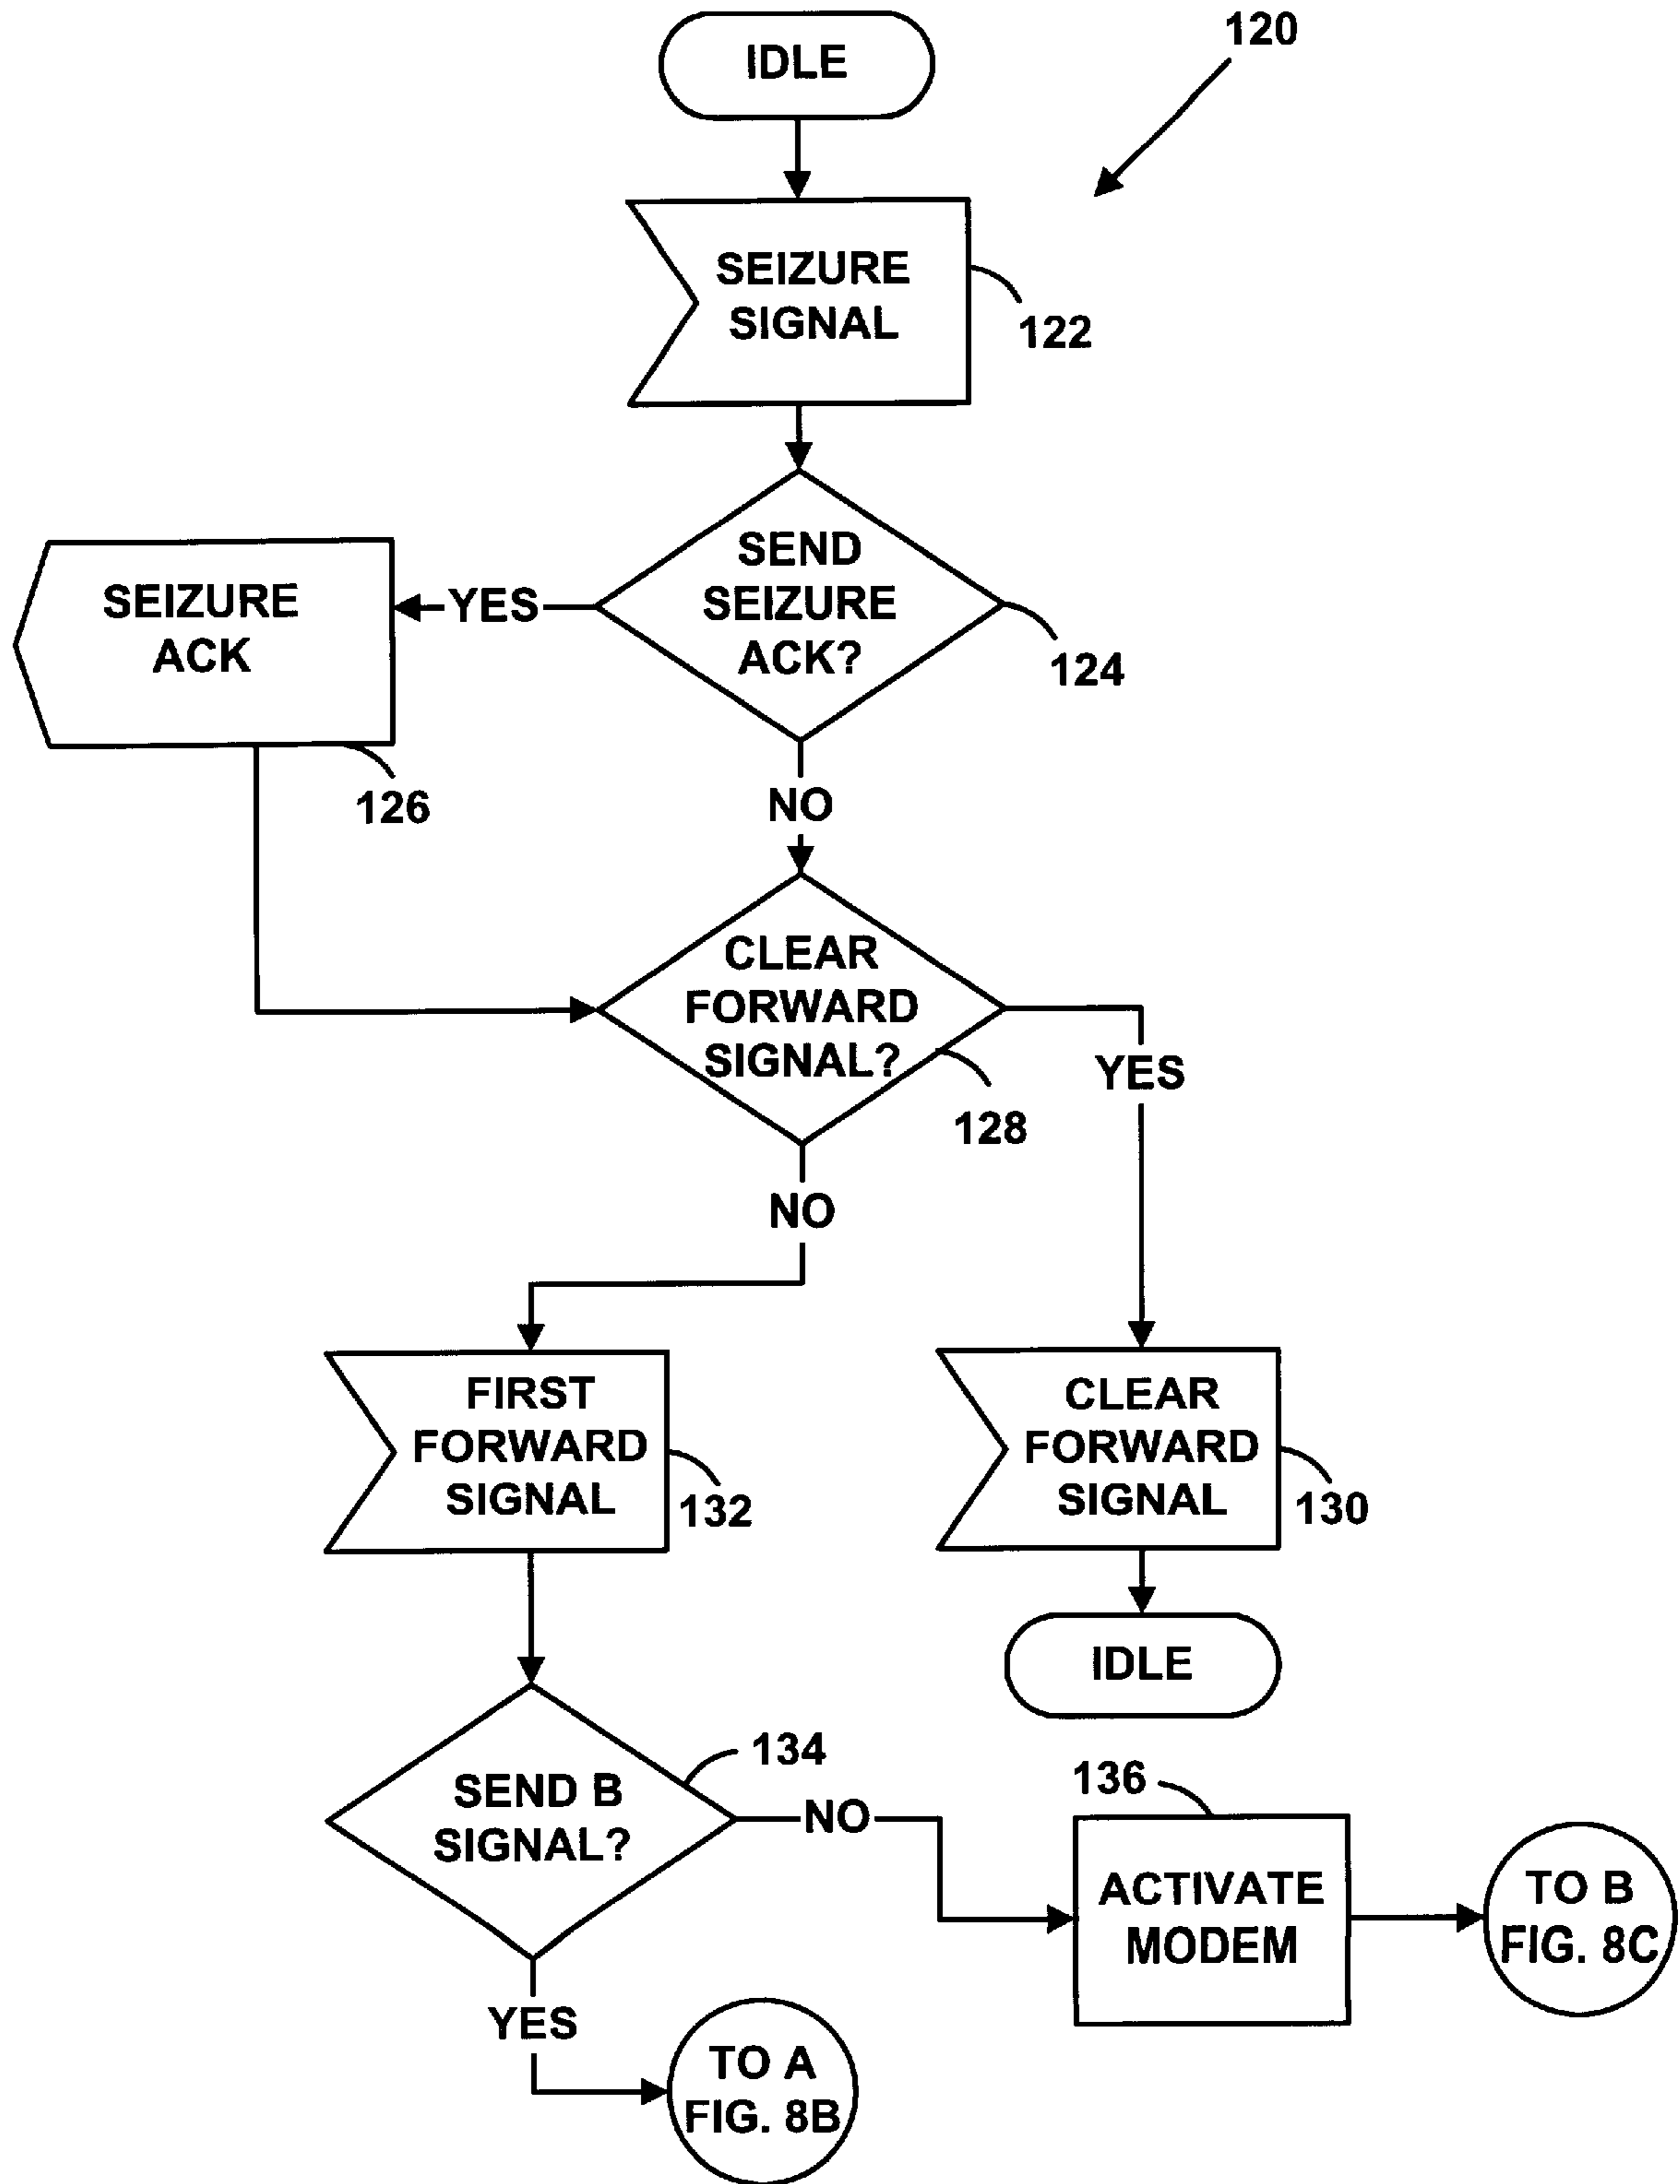 IDLE
120
SEIZURE
SIGNAL
122
SEND
SEIZURE
ACK?
124
YES
SEIZURE
ACK
126
NO
CLEAR
FORWARD
SIGNAL?
128
YES
NO
FIRST
FORWARD
SIGNAL
132
CLEAR
FORWARD
SIGNAL
130
IDLE
SEND B
SIGNAL?
134
NO
136
ACTIVATE
MODEM
TO B
FIG. 8C
YES
TO A
FIG. 8B